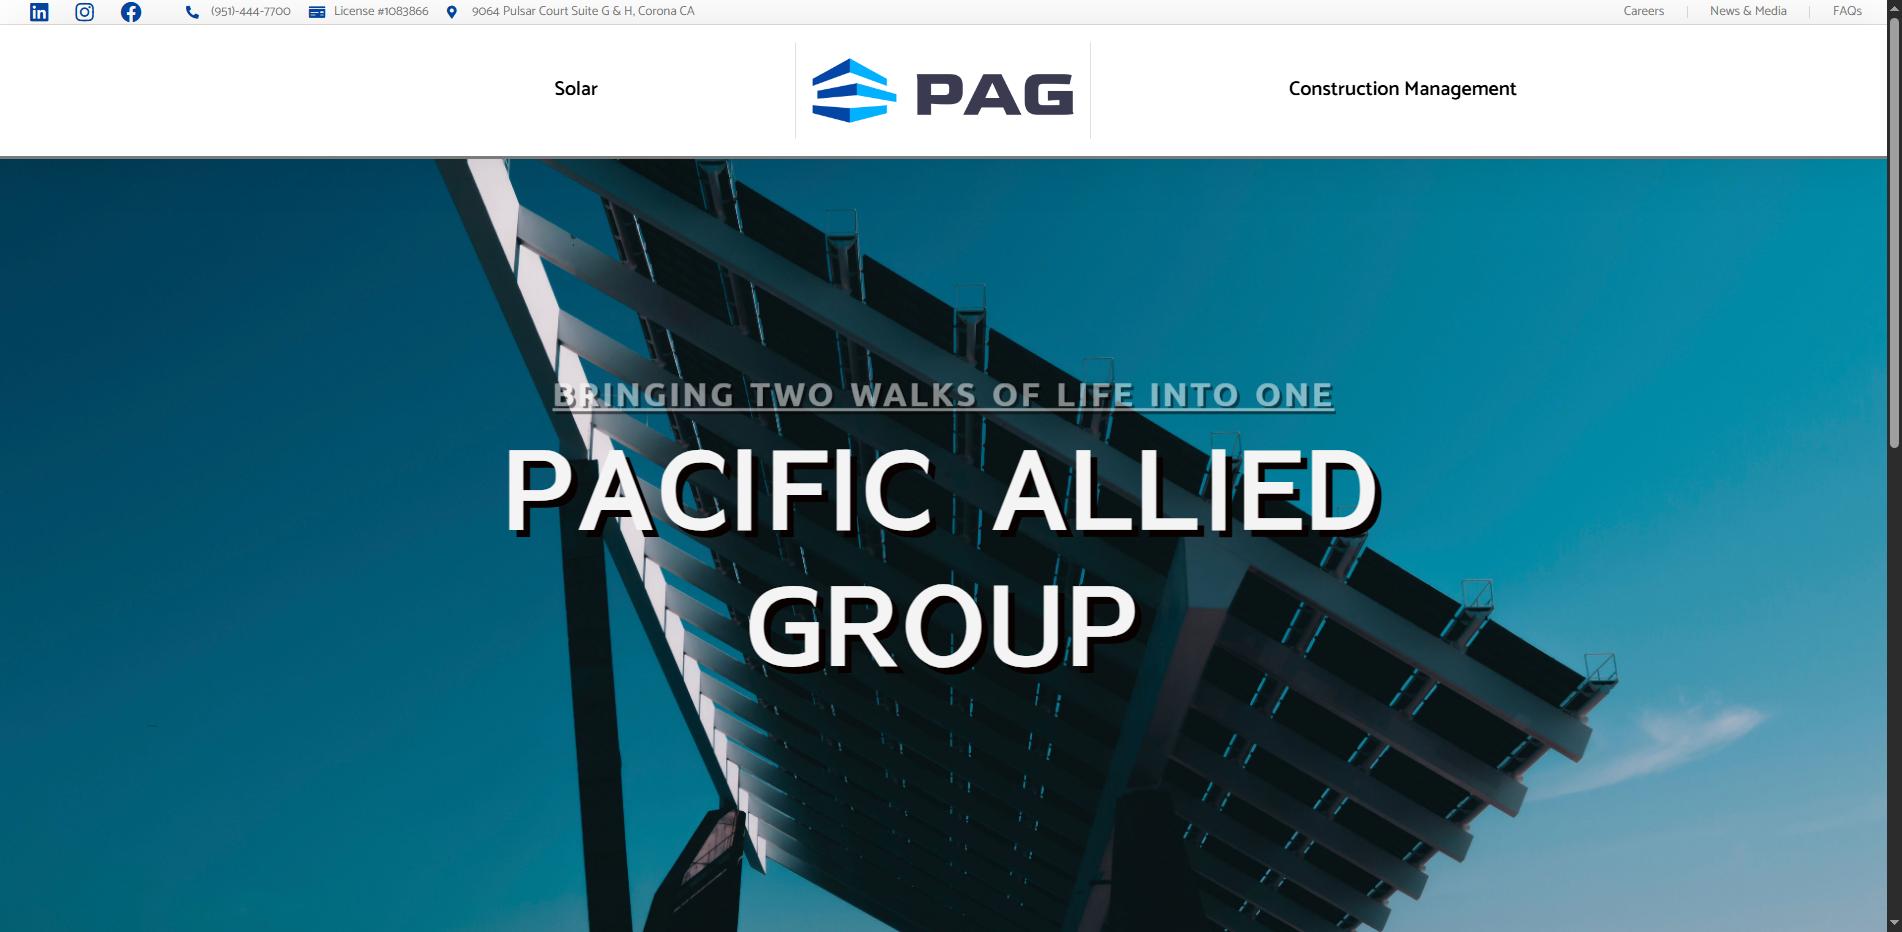 (951)-444-7700 License #1083866 9064 Pulsar Court Suite G & H, Corona CA Careers News & Media FAQs
Solar PAG Construction Management
BRINGING TWO WALKS OF LIFE INTO ONE
PACIFIC ALLIED
GROUP